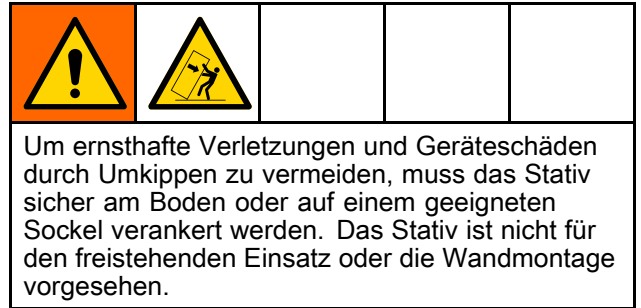 Um ernsthafte Verletzungen und Geräteschäden
durch Umkippen zu vermeiden, muss das Stativ
sicher am Boden oder auf einem geeigneten
Sockel verankert werden. Das Stativ ist nicht für
den freistehenden Einsatz oder die Wandmontage
vorgesehen.